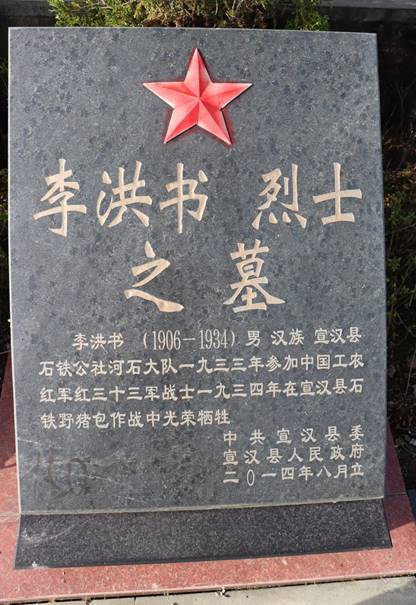 李洪书 烈士
之墓
李洪书 (1906-1934) 男 汉族 宣汉县
石铁公社河石大队一九三三年参加中国工农
红军红三十三军战士一九三四年在宣汉县石
铁野猪包作战中光荣牺牲
中共宣汉县委
宣汉县人民政府
二0一四年八月立